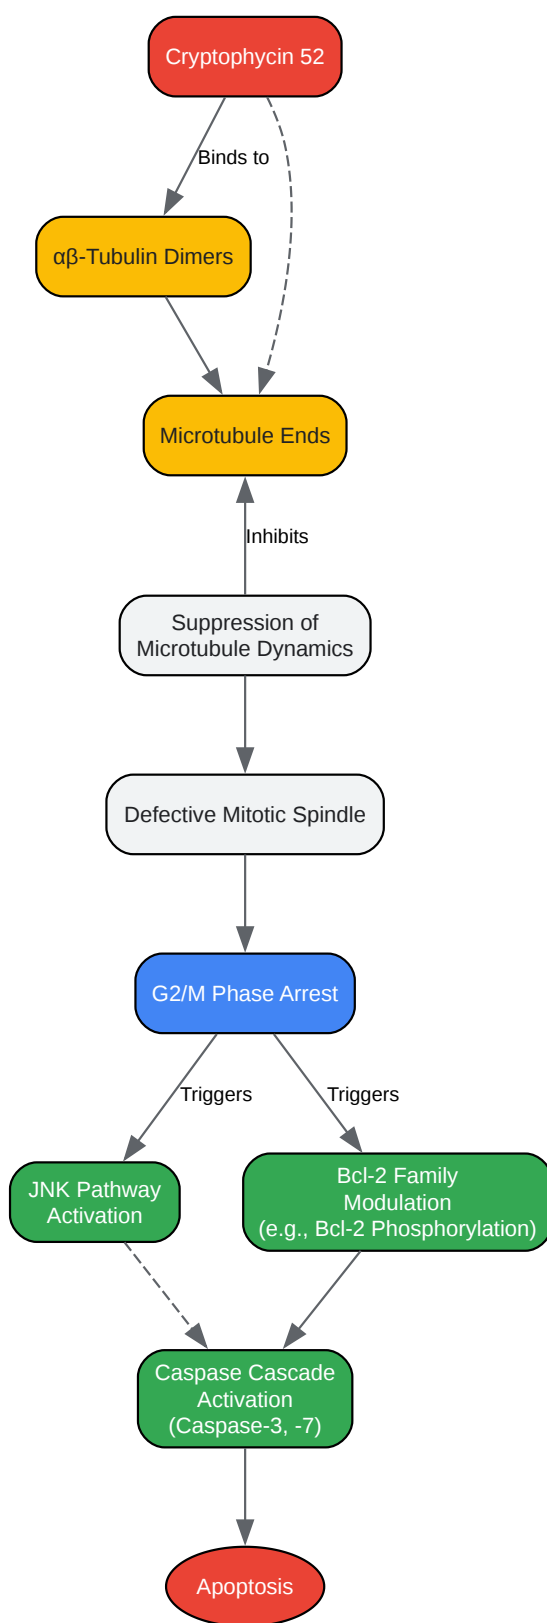 Cryptophycin 52
Binds to
αβ-Tubulin Dimers
Microtubule Ends
Inhibits
Suppression of
Microtubule Dynamics
Defective Mitotic Spindle
G2/M Phase Arrest
Triggers
Triggers
JNK Pathway
Activation
Bcl-2 Family
Modulation
(e.g., Bcl-2 Phosphorylation)
Caspase Cascade
Activation
(Caspase-3, -7)
Apoptosis